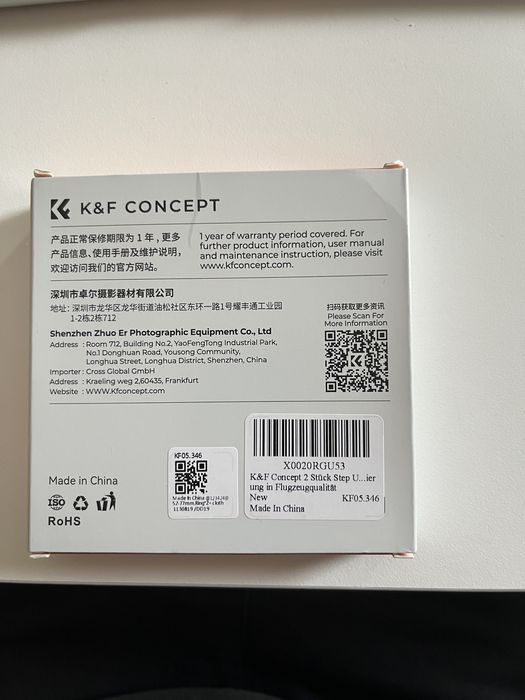 K&F CONCEPT
产品正常保修期限为 1 年 , 更多
产品信息、使用手册及维护说明，
欢迎访问我们的官方网站。
1 year of warranty period covered. For
further product information, user manual
and maintenance instruction, please visit
www.kfconcept.com.
深圳市卓尔摄影器材有限公司
地址: 深圳市龙华区龙华街道油松社区东环一路1号耀丰通工业园
1-2栋2栋712
Shenzhen Zhuo Er Photographic Equipment Co., Ltd
Address : Room 712, Building No.2, YaoFengTong Industrial Park,
No.1 Donghuan Road, Yousong Community,
Longhua Street, Longhua District, Shenzhen, China
Importer : Cross Global GmbH
Address : Kraeling weg 2,60435, Frankfurt
Website : WWW.Kfconcept.com
扫码获取更多资讯
Please Scan For
More Information
Made in China
ISO
RoHS
KF05.346
Made in China
52-77mm Ring*2+ cloth
X0020RGU53
K&F Concept 2 Stück Step U...ier
ung in Flugzeugqualität
New KF05.346
Made In China